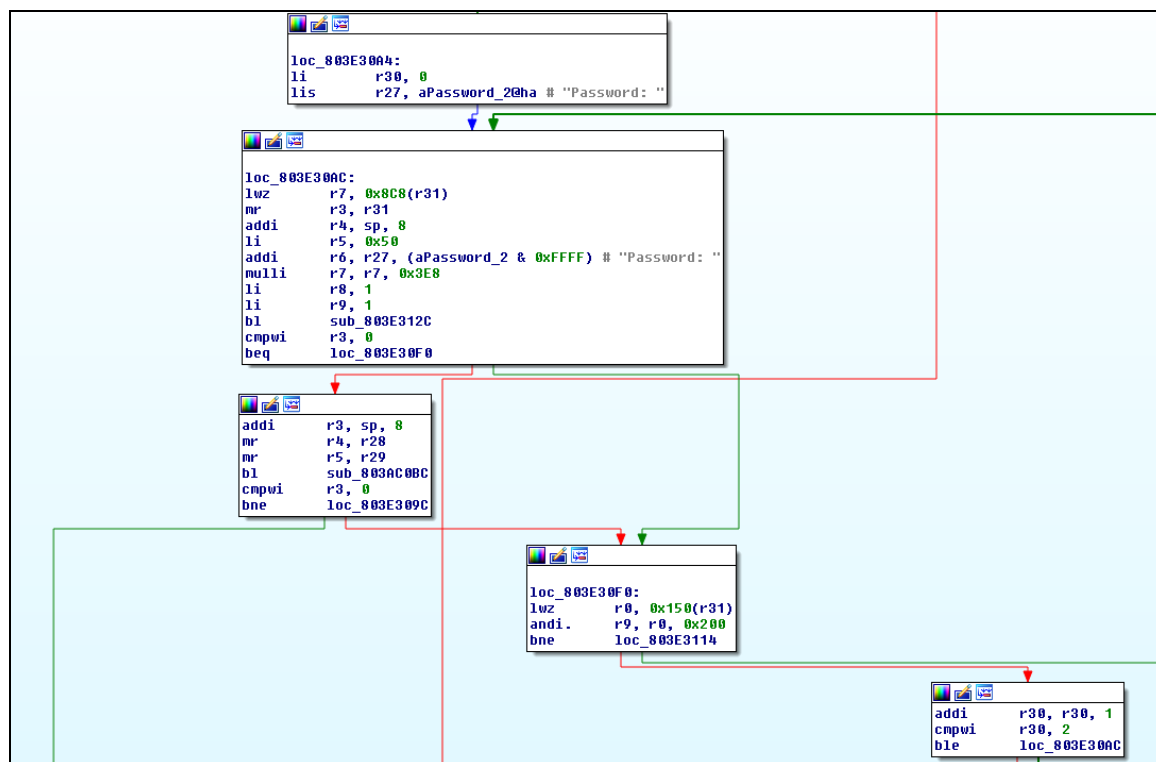 loc_803E30A4:
li r30, 0
lis r27, aPassword_2@ha # "Password: "
loc_803E30AC:
lwz r7, 0x8C8(r31)
mr r3, r31
addi r4, sp, 8
li r5, 0x50
addi r6, r27, (aPassword_2 & 0xFFFF) # "Password: "
mulli r7, r7, 0x3E8
li r8, 1
li r9, 1
bl sub_803E312C
cmpwi r3, 0
beq loc_803E30F0
addi r3, sp, 8
mr r4, r28
mr r5, r29
bl sub_803AC0BC
cmpwi r3, 0
bne loc_803E309C
loc_803E30F0:
lwz r0, 0x150(r31)
andi. r9, r0, 0x200
bne loc_803E3114
addi r30, r30, 1
cmpwi r30, 2
ble loc_803E30AC